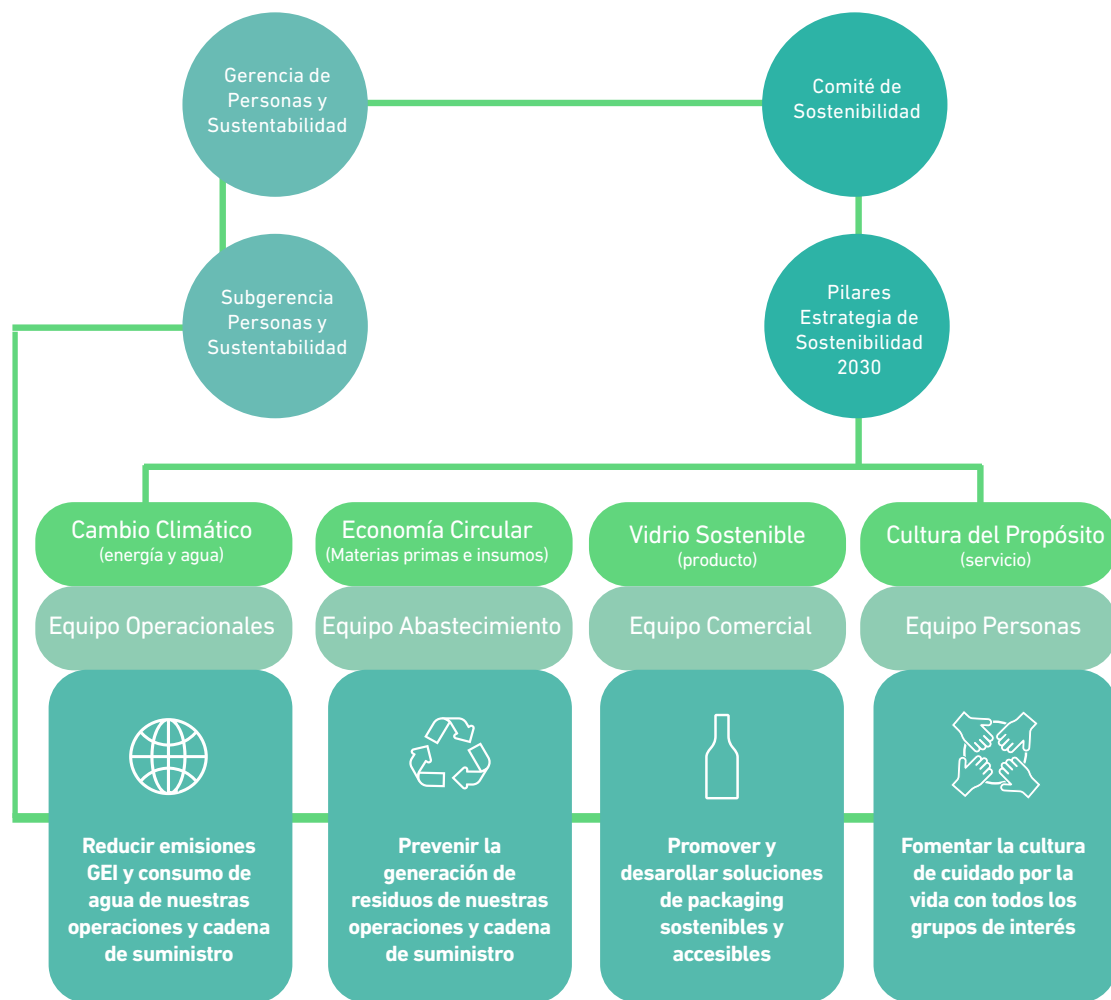 Gerencia de
Personas y
Sustentabilidad
Comité de
Sostenibilidad
Subgerencia
Personas y
Sustentabilidad
Pilares
Estrategia de
Sostenibilidad
2030
Cambio Climático
(energía y agua)
Economía Circular
(Materias primas e insumos)
Vidrio Sostenible
(producto)
Cultura del Propósito
(servicio)
Equipo Operacionales
Equipo Abastecimiento
Equipo Comercial
Equipo Personas
Reducir emisiones
GEI y consumo de
agua de nuestras
operaciones y cadena
de suministro
Prevenir la
generación de
residuos de nuestras
operaciones y cadena
de suministro
Promover y
desarollar soluciones
de packaging
sostenibles y
accesibles
Fomentar la cultura
de cuidado por la
vida con todos los
grupos de interés